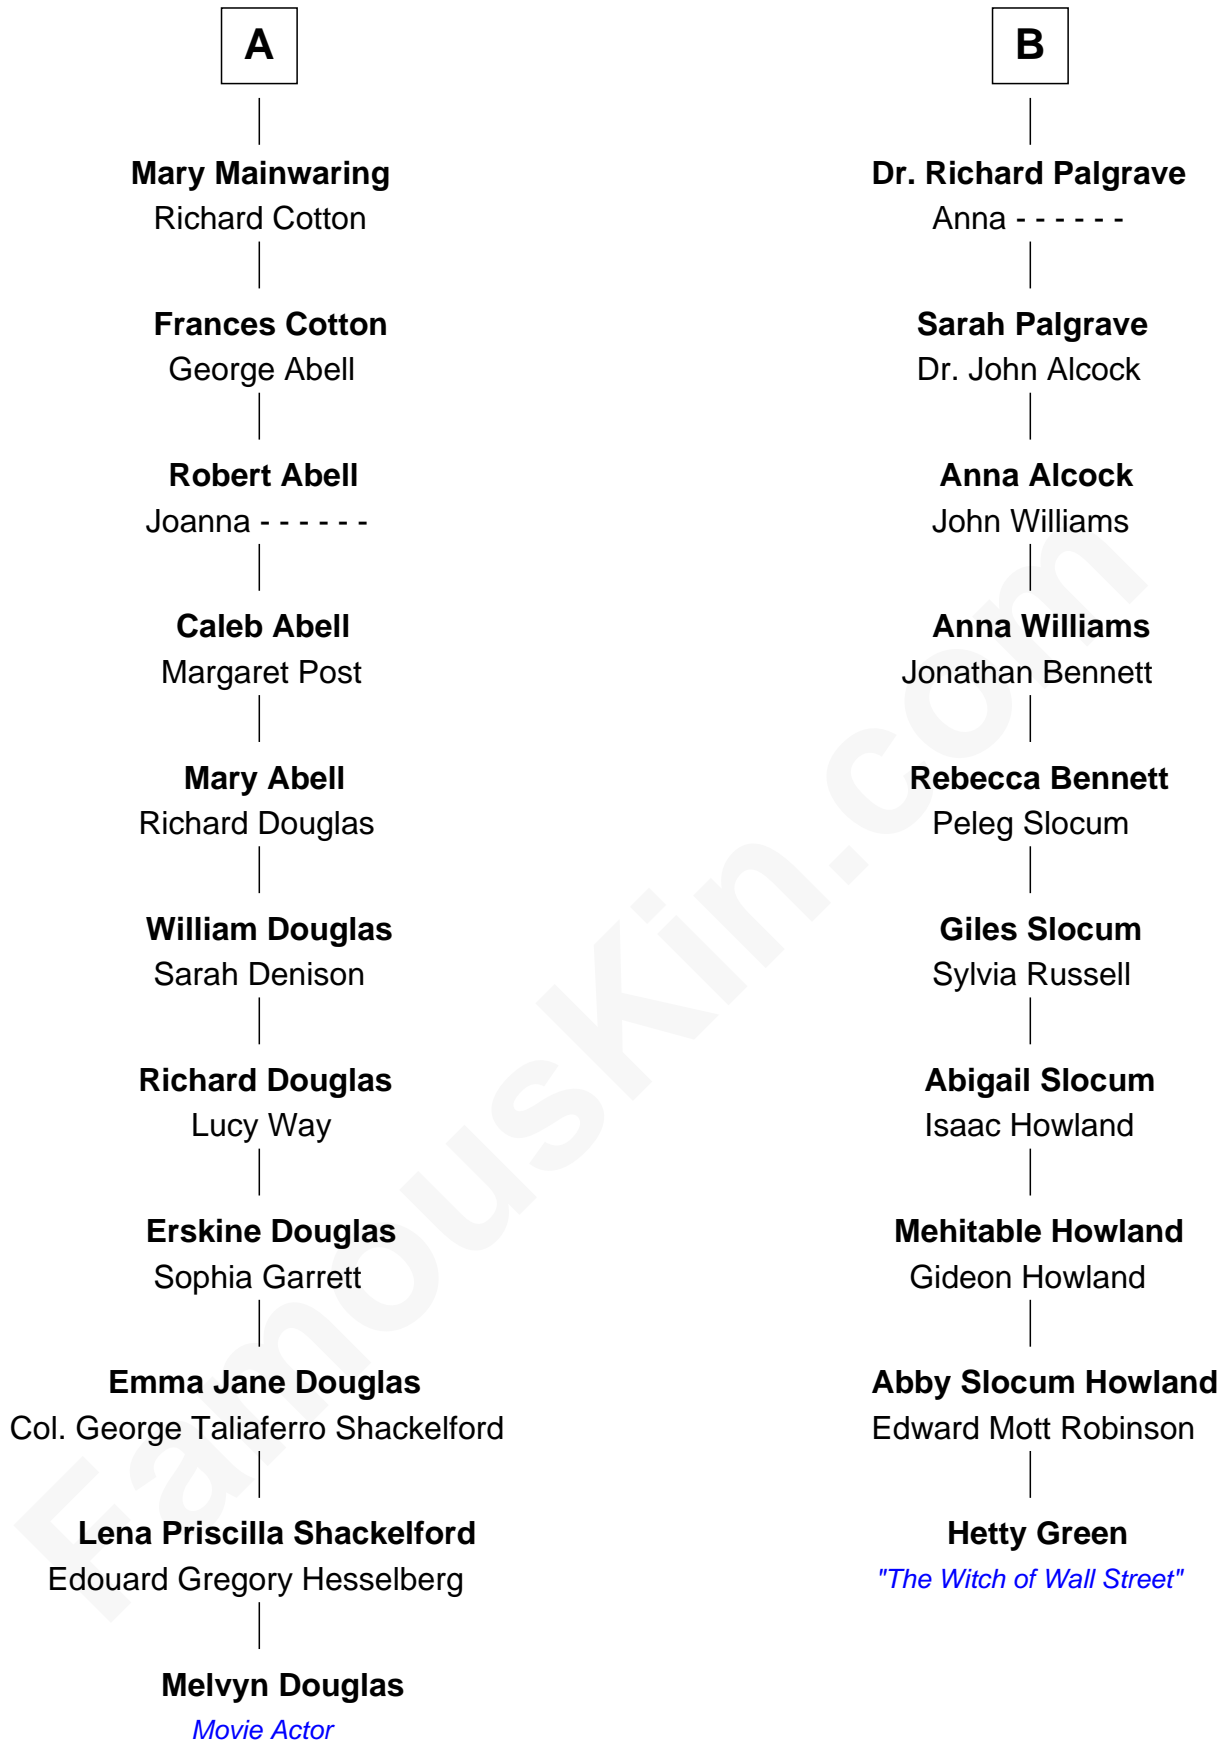 A
Mary Mainwaring
Richard Cotton
Frances Cotton
George Abell
Robert Abell
Joanna - - - - - -
Caleb Abell
Margaret Post
Mary Abell
Richard Douglas
William Douglas
Sarah Denison
Richard Douglas
Lucy Way
Erskine Douglas
Sophia Garrett
Emma Jane Douglas
Col. George Taliaferro Shackelford
Lena Priscilla Shackelford
Edouard Gregory Hesselberg
Melvyn Douglas
Movie Actor
B
Dr. Richard Palgrave
Anna - - - - - -
Sarah Palgrave
Dr. John Alcock
Anna Alcock
John Williams
Anna Williams
Jonathan Bennett
Rebecca Bennett
Peleg Slocum
Giles Slocum
Sylvia Russell
Abigail Slocum
Isaac Howland
Mehitable Howland
Gideon Howland
Abby Slocum Howland
Edward Mott Robinson
Hetty Green
"The Witch of Wall Street"
FamousKin.com